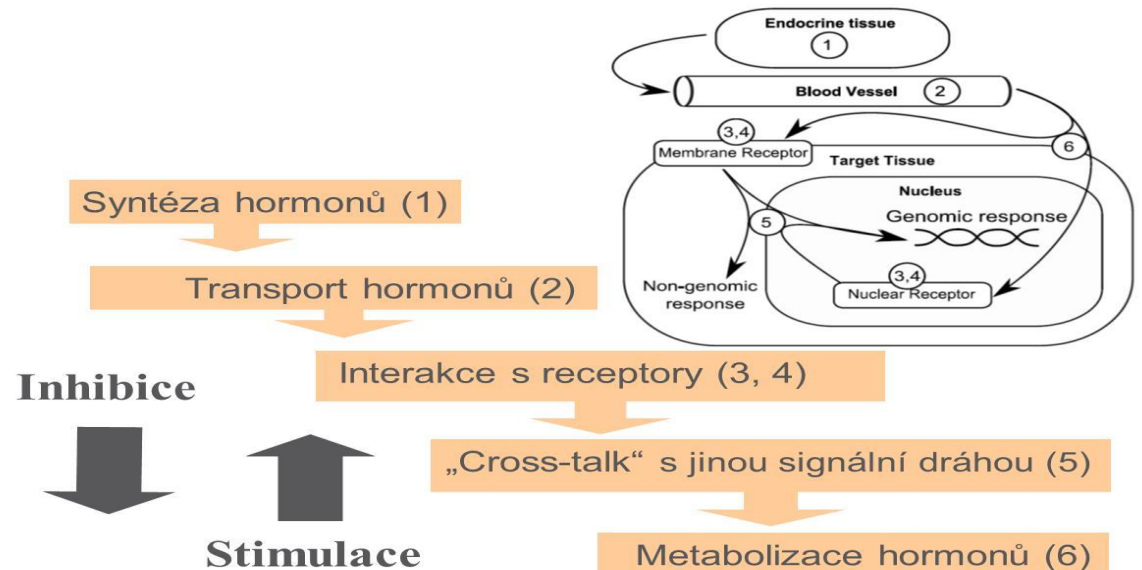 Endocrine tissue
1
Blood Vessel 2
3,4
Membrane Receptor
6
Target Tissue
Nucleus
Genomic response
5
3,4
Nuclear Receptor
Non-genomic
response
Syntéza hormonů (1)
Transport hormonů (2)
Interakce s receptory (3, 4)
„Cross-talk“ s jinou signální dráhou (5)
Metabolizace hormonů (6)
Inhibice
Stimulace